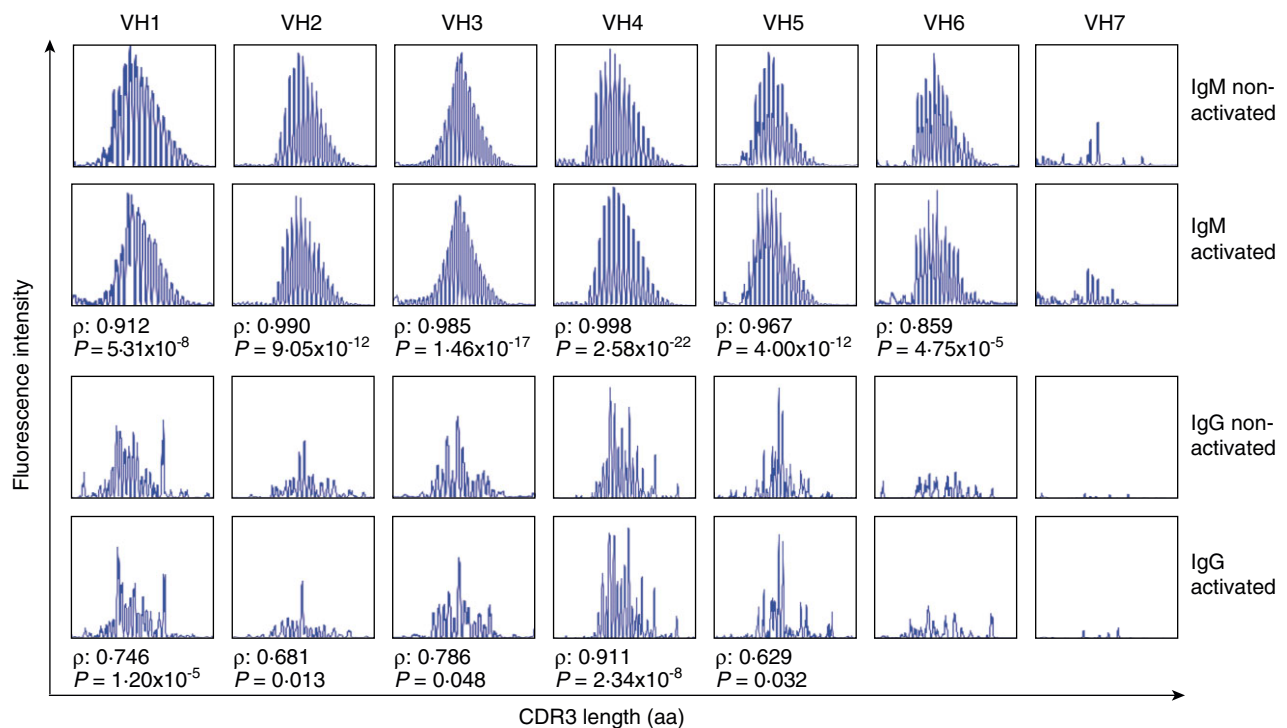 VH1 VH2 VH3 VH4 VH5 VH6 VH7
IgM non-
activated
IgM
activated
ρ: 0·912 ρ: 0·990 ρ: 0·985 ρ: 0·998 ρ: 0·967 ρ: 0·859
P = 5·31x10⁻⁸ P = 9·05x10⁻¹² P = 1·46x10⁻¹⁷ P = 2·58x10⁻²² P = 4·00x10⁻¹² P = 4·75x10⁻⁵
Fluorescence intensity
IgG non-
activated
IgG
activated
ρ: 0·746 ρ: 0·681 ρ: 0·786 ρ: 0·911 ρ: 0·629
P = 1·20x10⁻⁵ P = 0·013 P = 0·048 P = 2·34x10⁻⁸ P = 0·032
CDR3 length (aa)